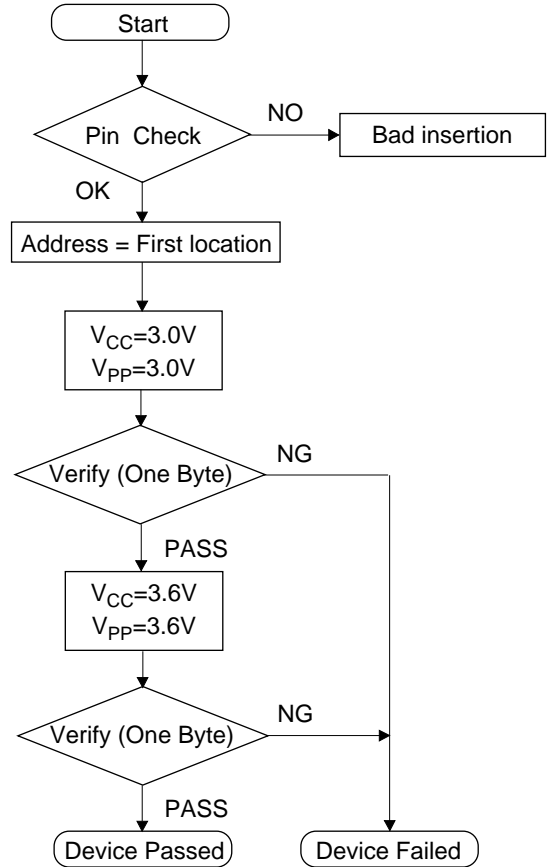 Start
Pin Check
NO
Bad insertion
OK
Address = First location
VCC=3.0V
VPP=3.0V
Verify (One Byte)
NG
PASS
VCC=3.6V
VPP=3.6V
Verify (One Byte)
NG
PASS
Device Passed
Device Failed